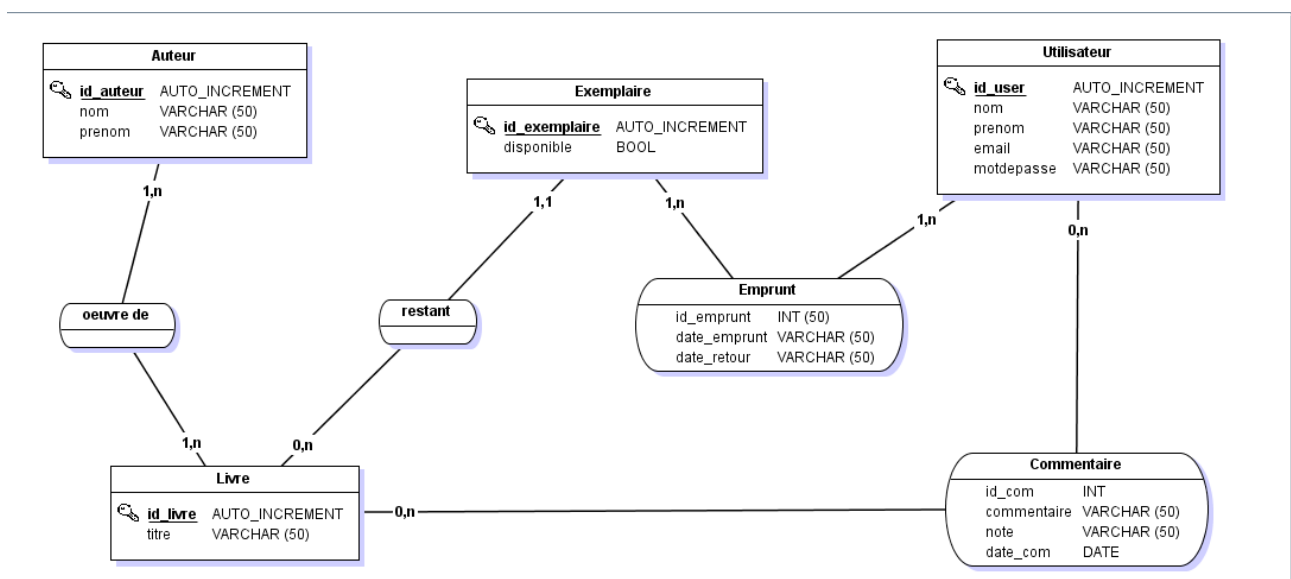 Auteur
id_auteur AUTO_INCREMENT
nom VARCHAR (50)
prenom VARCHAR (50)
Exemplaire
id_exemplaire AUTO_INCREMENT
disponible BOOL
Utilisateur
id_user AUTO_INCREMENT
nom VARCHAR (50)
prenom VARCHAR (50)
email VARCHAR (50)
motdepasse VARCHAR (50)
1,n
1,1
1,n
1,n
0,n
oeuvre de
restant
Emprunt
id_emprunt INT (50)
date_emprunt VARCHAR (50)
date_retour VARCHAR (50)
1,n
0,n
Livre
id_livre AUTO_INCREMENT
titre VARCHAR (50)
0,n
Commentaire
id_com INT
commentaire VARCHAR (50)
note VARCHAR (50)
date_com DATE